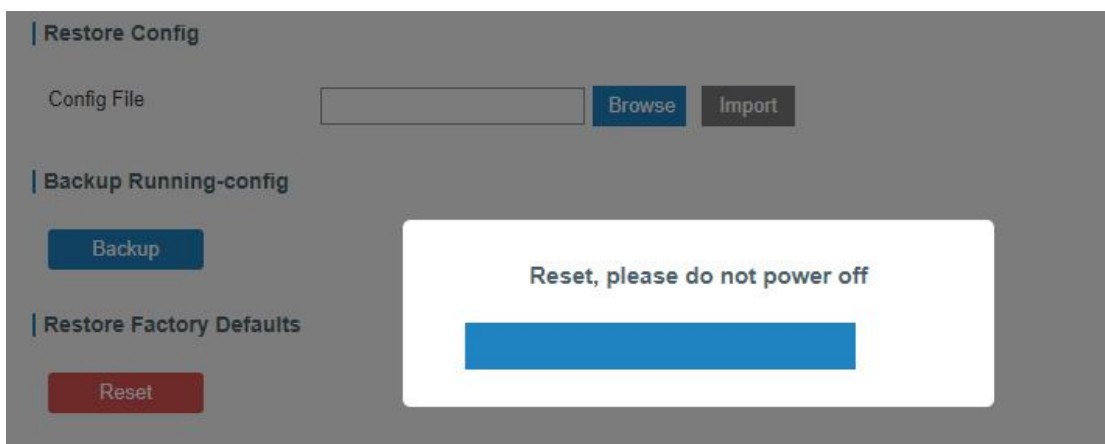 Restore Config
Config File Browse Import
Backup Running-config
Backup
Reset, please do not power off
Restore Factory Defaults
Reset